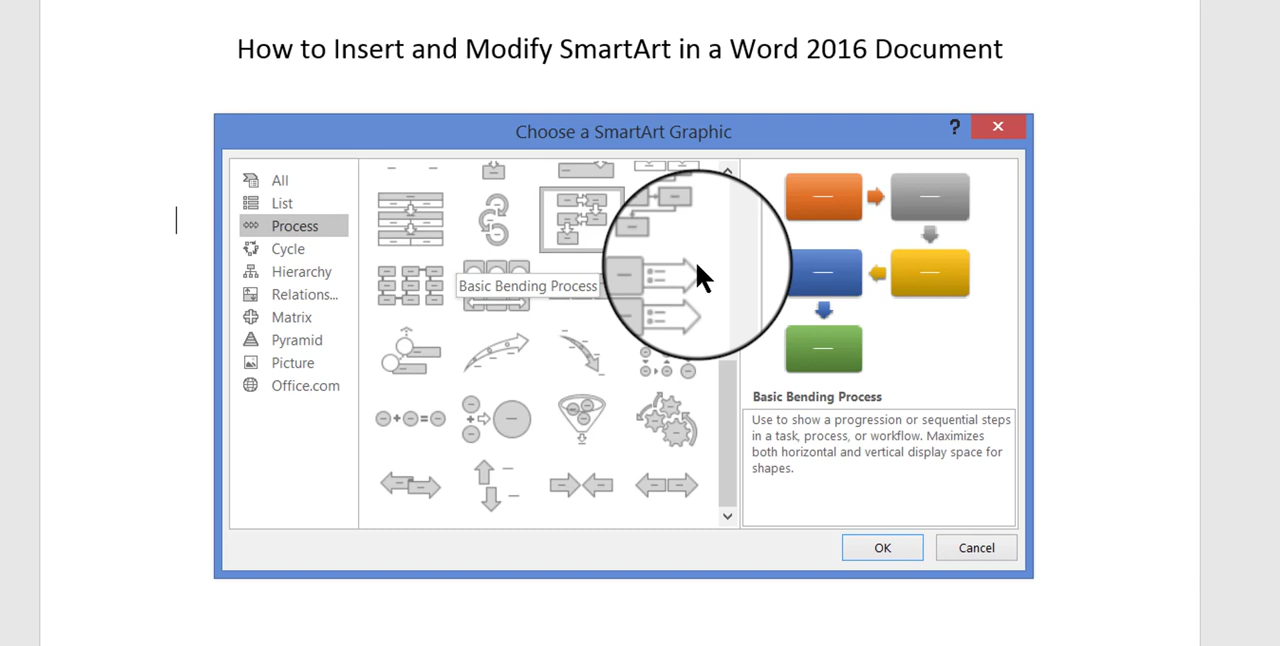 How to Insert and Modify SmartArt in a Word 2016 Document
Choose a SmartArt Graphic
?
All
List
Process
Cycle
Hierarchy
Relations...
Matrix
Pyramid
Picture
Office.com
Basic Bending Process
Basic Bending Process
Use to show a progression or sequential steps
in a task, process, or workflow. Maximizes
both horizontal and vertical display space for
shapes.
OK
Cancel